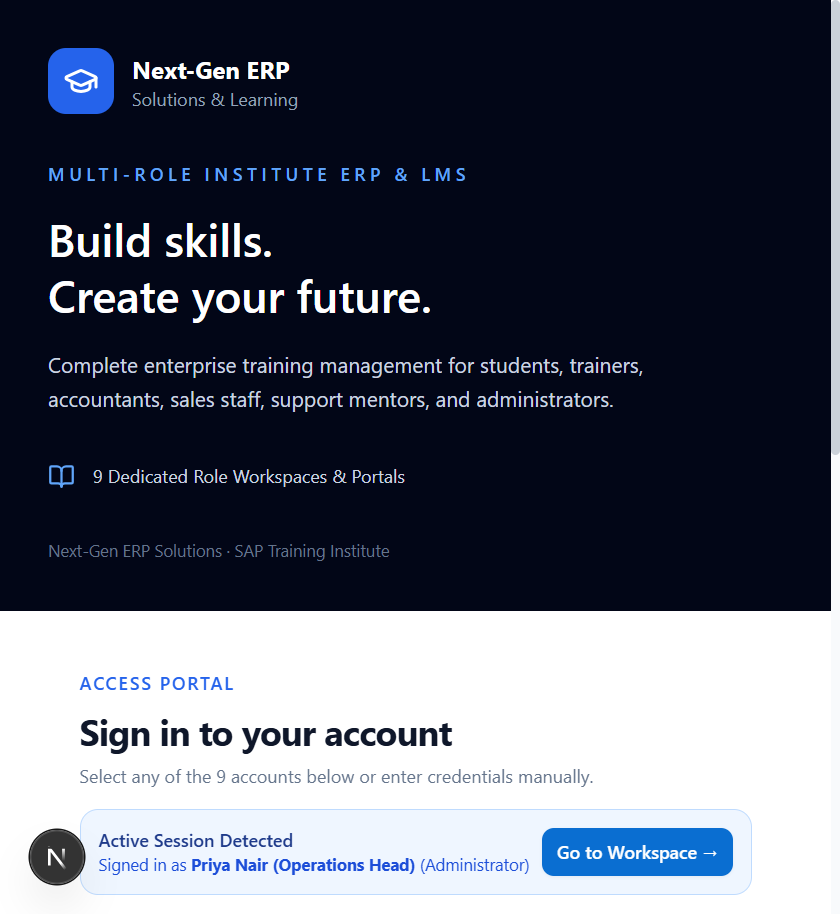 Next-Gen ERP
Solutions & Learning
MULTI-ROLE INSTITUTE ERP & LMS
Build skills.
Create your future.
Complete enterprise training management for students, trainers,
accountants, sales staff, support mentors, and administrators.
9 Dedicated Role Workspaces & Portals
Next-Gen ERP Solutions · SAP Training Institute
ACCESS PORTAL
Sign in to your account
Select any of the 9 accounts below or enter credentials manually.
Active Session Detected
Signed in as Priya Nair (Operations Head) (Administrator)
Go to Workspace →
N